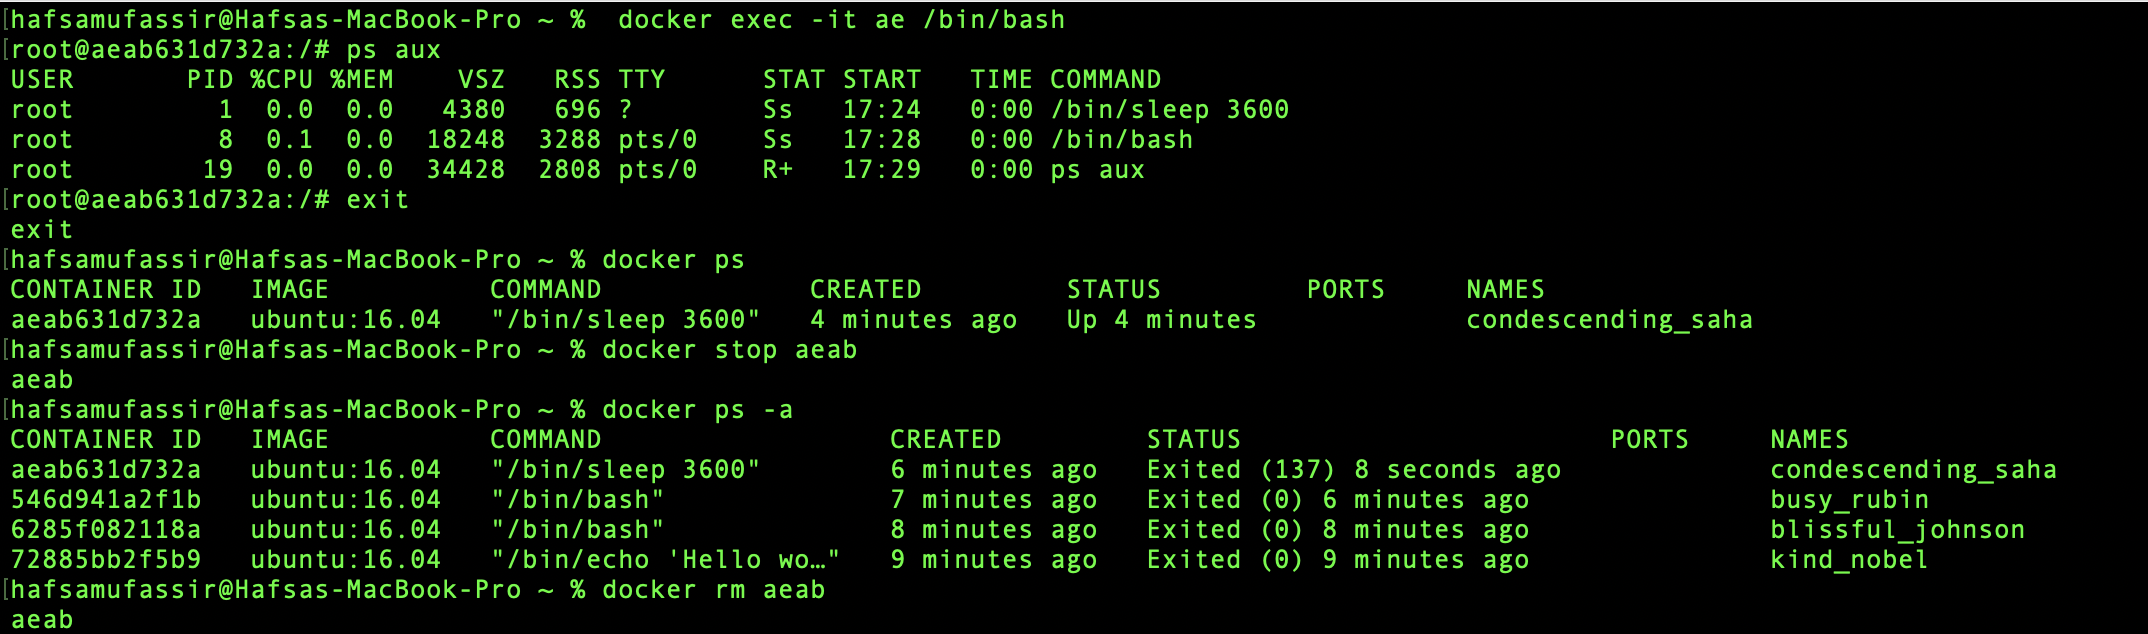 [hafsamufassir@Hafsas-MacBook-Pro ~ %  docker exec -it ae /bin/bash
[root@aeab631d732a:/# ps aux
USER       PID %CPU %MEM    VSZ   RSS TTY      STAT START   TIME COMMAND
root         1  0.0  0.0   4380   696 ?        Ss   17:24   0:00 /bin/sleep 3600
root         8  0.1  0.0  18248  3288 pts/0    Ss   17:28   0:00 /bin/bash
root        19  0.0  0.0  34428  2808 pts/0    R+   17:29   0:00 ps aux
[root@aeab631d732a:/# exit
exit
[hafsamufassir@Hafsas-MacBook-Pro ~ % docker ps
CONTAINER ID   IMAGE          COMMAND             CREATED         STATUS         PORTS     NAMES
aeab631d732a   ubuntu:16.04   "/bin/sleep 3600"   4 minutes ago   Up 4 minutes             condescending_saha
[hafsamufassir@Hafsas-MacBook-Pro ~ % docker stop aeab
aeab
[hafsamufassir@Hafsas-MacBook-Pro ~ % docker ps -a
CONTAINER ID   IMAGE          COMMAND                  CREATED         STATUS                       PORTS     NAMES
aeab631d732a   ubuntu:16.04   "/bin/sleep 3600"        6 minutes ago   Exited (137) 8 seconds ago             condescending_saha
546d941a2f1b   ubuntu:16.04   "/bin/bash"              7 minutes ago   Exited (0) 6 minutes ago               busy_rubin
6285f082118a   ubuntu:16.04   "/bin/bash"              8 minutes ago   Exited (0) 8 minutes ago               blissful_johnson
72885bb2f5b9   ubuntu:16.04   "/bin/echo 'Hello wo…"   9 minutes ago   Exited (0) 9 minutes ago               kind_nobel
[hafsamufassir@Hafsas-MacBook-Pro ~ % docker rm aeab
aeab